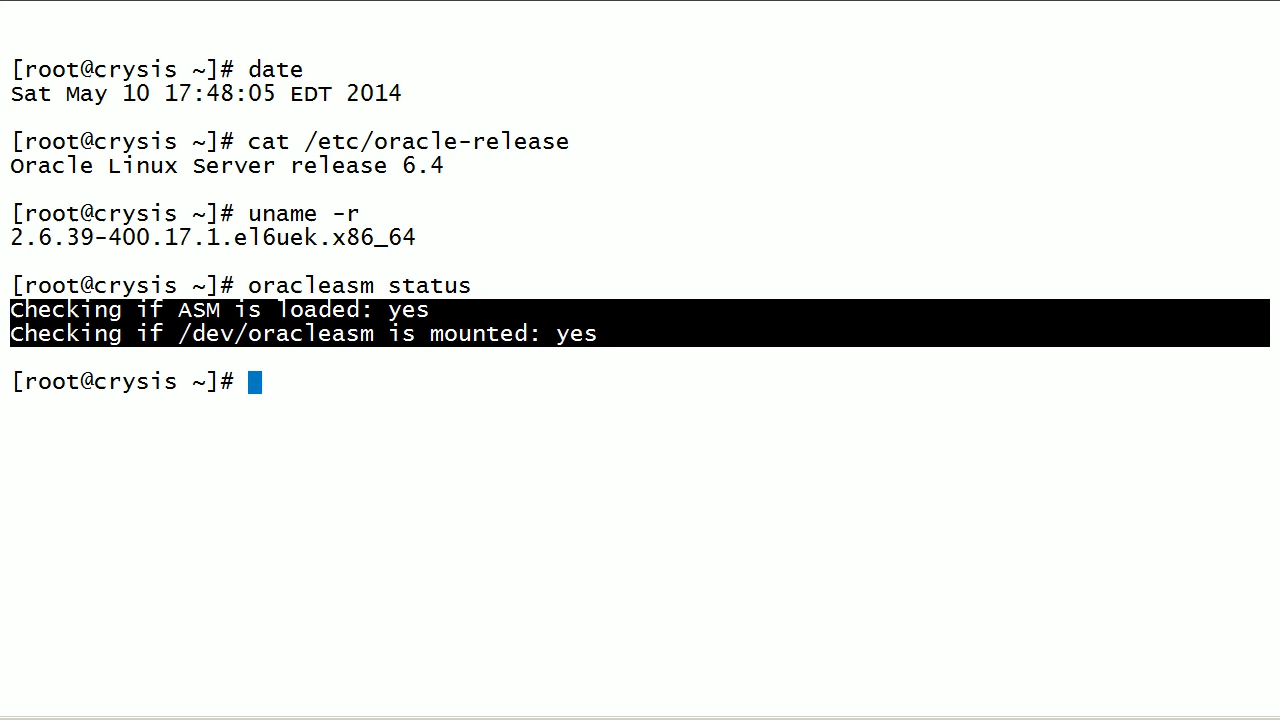 [root@crysis ~]# date
Sat May 10 17:48:05 EDT 2014
[root@crysis ~]# cat /etc/oracle-release
Oracle Linux Server release 6.4
[root@crysis ~]# uname -r
2.6.39-400.17.1.el6uek.x86_64
[root@crysis ~]# oracleasm status
Checking if ASM is loaded: yes
Checking if /dev/oracleasm is mounted: yes
[root@crysis ~]#